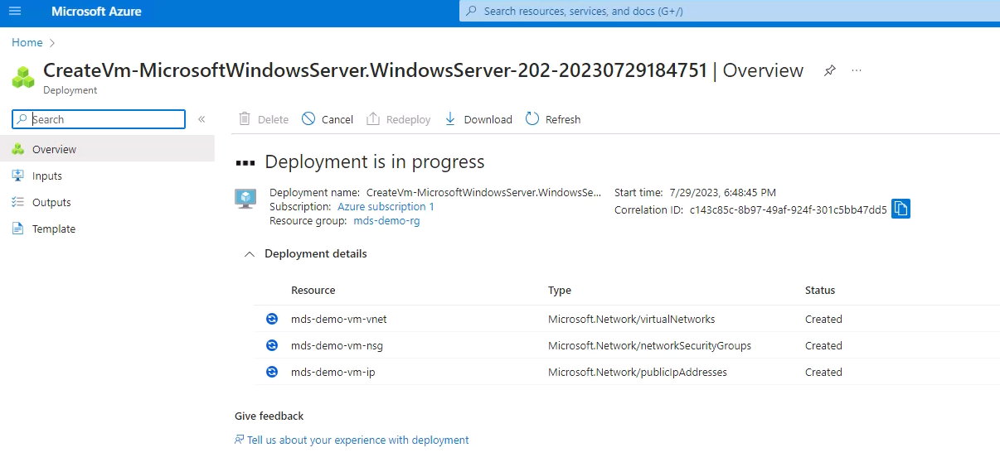 Microsoft Azure
Search resources, services, and docs (G+/)
Home
CreateVm-MicrosoftWindowsServer.WindowsServer-202-20230729184751 | Overview
Deployment
Search
Delete Cancel Redeploy Download Refresh
Overview
Inputs
Outputs
Template
Deployment is in progress
Deployment name: CreateVm-MicrosoftWindowsServer.WindowsSe... Start time: 7/29/2023, 6:48:45 PM
Subscription: Azure subscription 1 Correlation ID: c143c85c-8b97-49af-924f-301c5bb47dd5
Resource group: mds-demo-rg
Deployment details
Resource Type Status
mds-demo-vm-vnet Microsoft.Network/virtualNetworks Created
mds-demo-vm-nsg Microsoft.Network/networkSecurityGroups Created
mds-demo-vm-ip Microsoft.Network/publicIpAddresses Created
Give feedback
Tell us about your experience with deployment